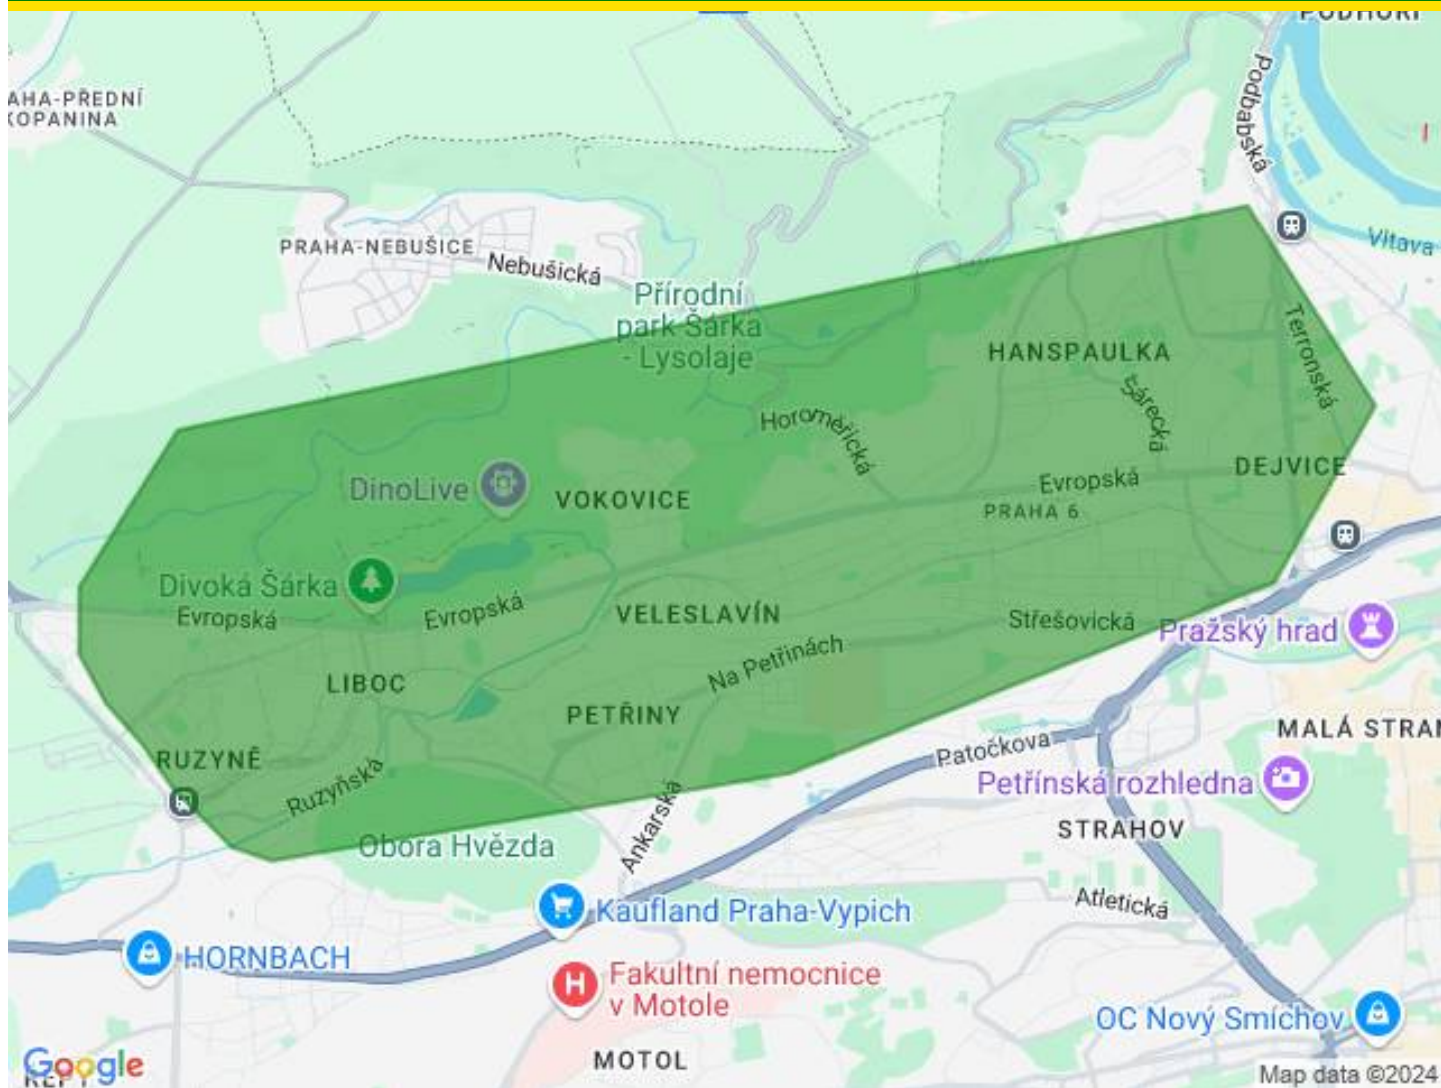 PODHOŘÍ
Podbabská
AHA-PŘEDNÍ
KOPANINA
PRAHA-NEBUŠICE
Nebušická
Vltava
Přírodní
park Šárka
- Lysolaje
HANSPAULKA
Terronská
Šárecká
Horoměřická
DEJVICE
Evropská
DinoLive
VOKOVICE
PRAHA 6
Divoká Šárka
Evropská
Evropská
VELESLAVÍN
Střešovická
Pražský hrad
Na Petřinách
LIBOC
PETŘINY
MALÁ STRAN
RUZYNĚ
Ruzyňská
Patočkova
Petřínská rozhledna
Ankarská
STRAHOV
Obora Hvězda
Atletická
Kaufland Praha-Vypich
HORNBACH
Fakultní nemocnice
v Motole
OC Nový Smíchov
MOTOL
Google
Map data ©2024